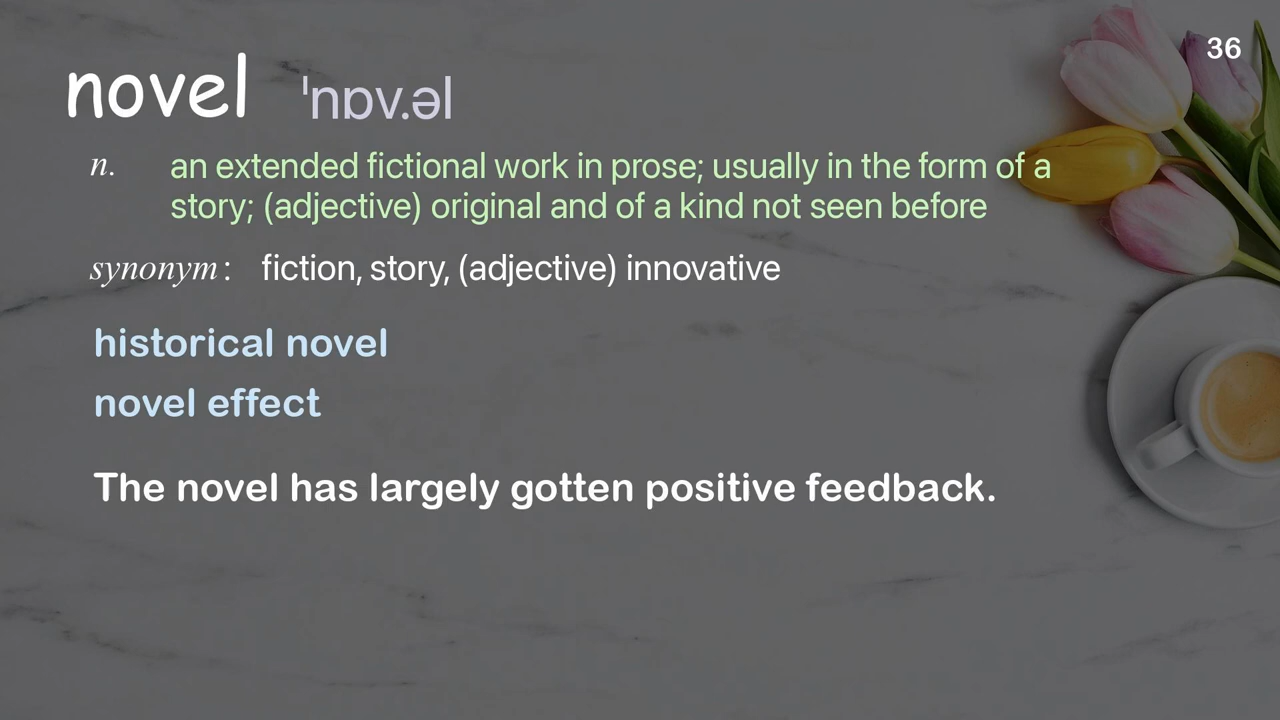 36
novel ˈnɒv.əl
n. an extended fictional work in prose; usually in the form of a
story; (adjective) original and of a kind not seen before
synonym: fiction, story, (adjective) innovative
historical novel
novel effect
The novel has largely gotten positive feedback.